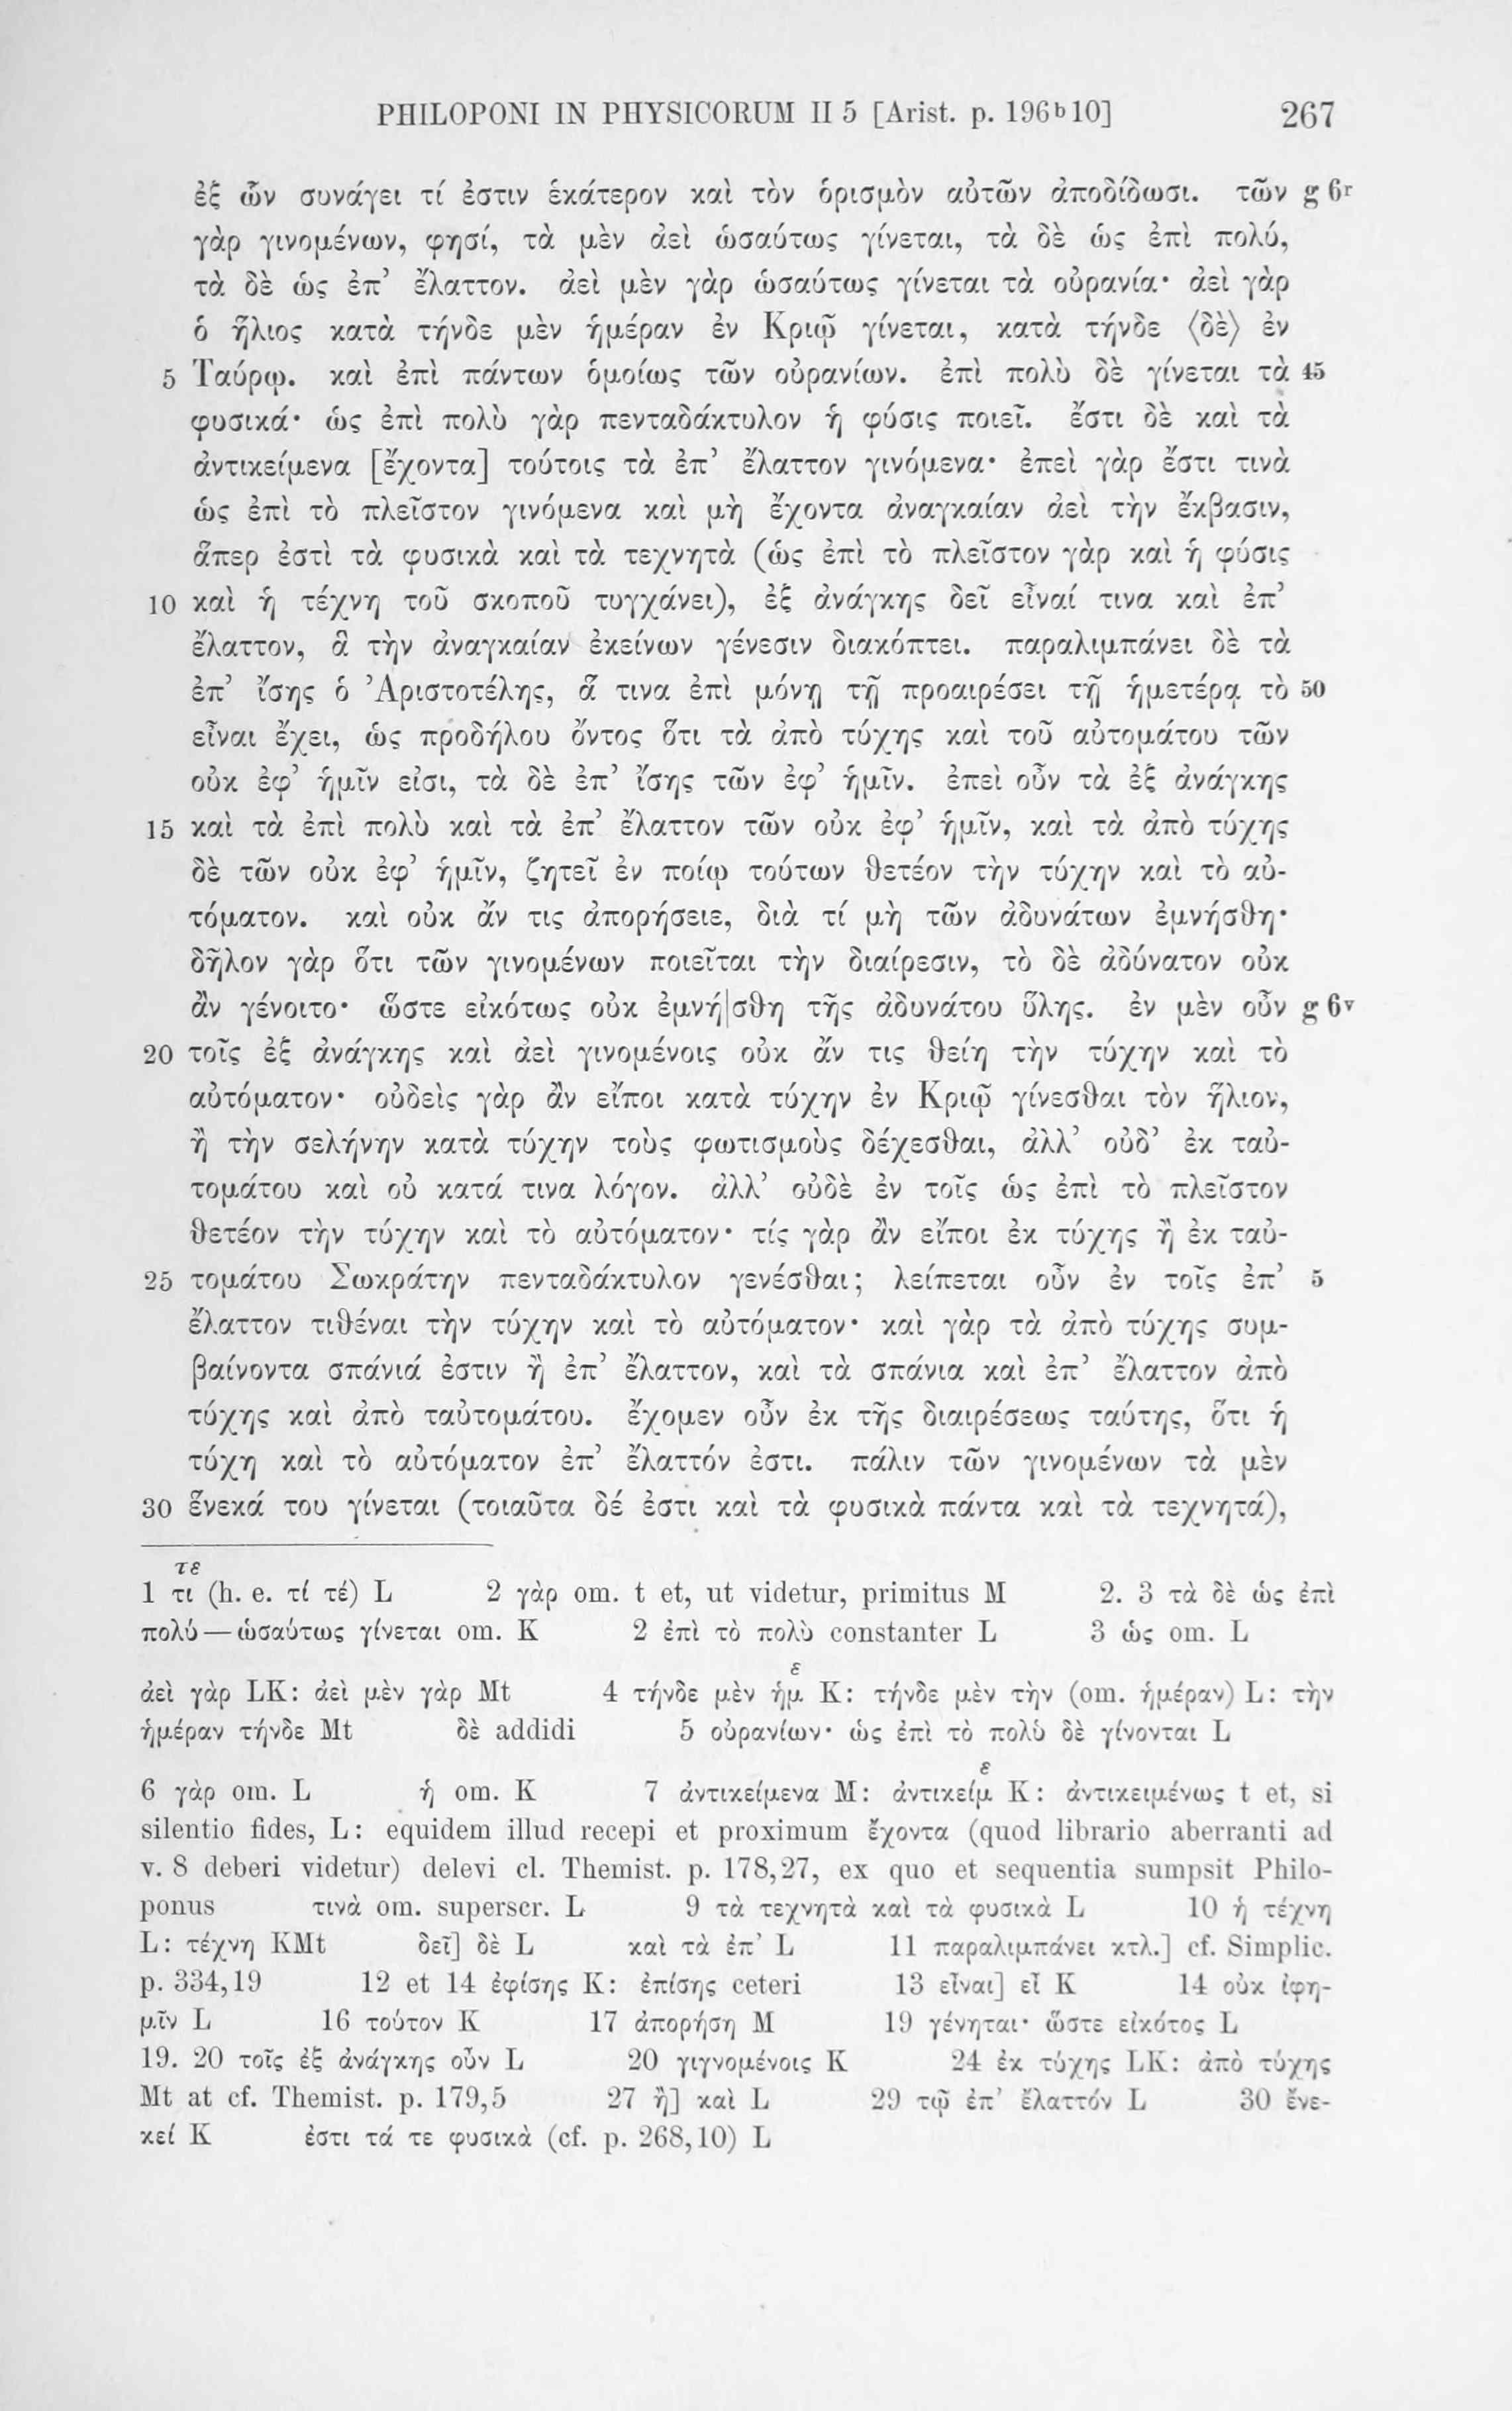 PHILOPONI IN PHYSICORUM II 5 [Arist. p. 196ᵇ10] 267
ἐξ ὧν συνάγει τί ἐστιν ἑκάτερον καὶ τὸν ὁρισμὸν αὐτῶν ἀποδίδωσι. τῶν g 6ʳ
γὰρ γινομένων, φησί, τὰ μὲν ἀεὶ ὡσαύτως γίνεται, τὰ δὲ ὡς ἐπὶ πολύ,
τὰ δὲ ὡς ἐπ’ ἔλαττον. ἀεὶ μὲν γὰρ ὡσαύτως γίνεται τὰ οὐρανία· ἀεὶ γὰρ
ὁ ἥλιος κατὰ τήνδε μὲν ἡμέραν ἐν Κριῷ γίνεται, κατὰ τήνδε ⟨δὲ⟩ ἐν
5 Ταύρῳ. καὶ ἐπὶ πάντων ὁμοίως τῶν οὐρανίων. ἐπὶ πολὺ δὲ γίνεται τὰ 45
φυσικά· ὡς ἐπὶ πολὺ γὰρ πενταδάκτυλον ἡ φύσις ποιεῖ. ἔστι δὲ καὶ τὰ
ἀντικείμενα [ἔχοντα] τούτοις τὰ ἐπ’ ἔλαττον γινόμενα· ἐπεὶ γὰρ ἔστι τινὰ
ὡς ἐπὶ τὸ πλεῖστον γινόμενα καὶ μὴ ἔχοντα ἀναγκαίαν ἀεὶ τὴν ἔκβασιν,
ἅπερ ἐστὶ τὰ φυσικὰ καὶ τὰ τεχνητὰ (ὡς ἐπὶ τὸ πλεῖστον γὰρ καὶ ἡ φύσις
10 καὶ ἡ τέχνη τοῦ σκοποῦ τυγχάνει), ἐξ ἀνάγκης δεῖ εἶναί τινα καὶ ἐπ’
ἔλαττον, ἃ τὴν ἀναγκαίαν ἐκείνων γένεσιν διακόπτει. παραλιμπάνει δὲ τὰ
ἐπ’ ἴσης ὁ Ἀριστοτέλης, ἅ τινα ἐπὶ μόνῃ τῇ προαιρέσει τῇ ἡμετέρᾳ τὸ 50
εἶναι ἔχει, ὡς προδήλου ὄντος ὅτι τὰ ἀπὸ τύχης καὶ τοῦ αὐτομάτου τῶν
οὐκ ἐφ’ ἡμῖν εἰσι, τὰ δὲ ἐπ’ ἴσης τῶν ἐφ’ ἡμῖν. ἐπεὶ οὖν τὰ ἐξ ἀνάγκης
15 καὶ τὰ ἐπὶ πολὺ καὶ τὰ ἐπ’ ἔλαττον τῶν οὐκ ἐφ’ ἡμῖν, καὶ τὰ ἀπὸ τύχης
δὲ τῶν οὐκ ἐφ’ ἡμῖν, ζητεῖ ἐν ποίῳ τούτων θετέον τὴν τύχην καὶ τὸ αὐ-
τόματον. καὶ οὐκ ἄν τις ἀπορήσειε, διὰ τί μὴ τῶν ἀδυνάτων ἐμνήσθη·
δῆλον γὰρ ὅτι τῶν γινομένων ποιεῖται τὴν διαίρεσιν, τὸ δὲ ἀδύνατον οὐκ
ἂν γένοιτο· ὥστε εἰκότως οὐκ ἐμνή|σθη τῆς ἀδυνάτου ὕλης. ἐν μὲν οὖν g 6ᵛ
20 τοῖς ἐξ ἀνάγκης καὶ ἀεὶ γινομένοις οὐκ ἄν τις θείη τὴν τύχην καὶ τὸ
αὐτόματον· οὐδεὶς γὰρ ἂν εἴποι κατὰ τύχην ἐν Κριῷ γίνεσθαι τὸν ἥλιον,
ἢ τὴν σελήνην κατὰ τύχην τοὺς φωτισμοὺς δέχεσθαι, ἀλλ’ οὐδ’ ἐκ ταὐ-
τομάτου καὶ οὐ κατά τινα λόγον. ἀλλ’ οὐδὲ ἐν τοῖς ὡς ἐπὶ τὸ πλεῖστον
θετέον τὴν τύχην καὶ τὸ αὐτόματον· τίς γὰρ ἂν εἴποι ἐκ τύχης ἢ ἐκ ταὐ-
25 τομάτου Σωκράτην πενταδάκτυλον γενέσθαι; λείπεται οὖν ἐν τοῖς ἐπ’ 5
ἔλαττον τιθέναι τὴν τύχην καὶ τὸ αὐτόματον· καὶ γὰρ τὰ ἀπὸ τύχης συμ-
βαίνοντα σπάνιά ἐστιν ἢ ἐπ’ ἔλαττον, καὶ τὰ σπάνια καὶ ἐπ’ ἔλαττον ἀπὸ
τύχης καὶ ἀπὸ ταὐτομάτου. ἔχομεν οὖν ἐκ τῆς διαιρέσεως ταύτης, ὅτι ἡ
τύχη καὶ τὸ αὐτόματον ἐπ’ ἔλαττόν ἐστι. πάλιν τῶν γινομένων τὰ μὲν
30 ἕνεκά του γίνεται (τοιαῦτα δέ ἐστι καὶ τὰ φυσικὰ πάντα καὶ τὰ τεχνητά),
τε
1 τι (h. e. τί τέ) L 2 γὰρ om. t et, ut videtur, primitus M 2. 3 τὰ δὲ ὡς ἐπὶ
πολύ — ὡσαύτως γίνεται om. K 2 ἐπὶ τὸ πολὺ constanter L 3 ὡς om. L
ε
ἀεὶ γὰρ LK: ἀεὶ μὲν γὰρ Mt 4 τήνδε μὲν ἡμ K: τήνδε μὲν τὴν (om. ἡμέραν) L: τὴν
ἡμέραν τήνδε Mt δὲ addidi 5 οὐρανίων· ὡς ἐπὶ τὸ πολὺ δὲ γίνονται L
ε
6 γὰρ om. L ἡ om. K 7 ἀντικείμενα M: ἀντικείμ K: ἀντικειμένως t et, si
silentio fides, L: equidem illud recepi et proximum ἔχοντα (quod librario aberranti ad
v. 8 deberi videtur) delevi cl. Themist. p. 178,27, ex quo et sequentia sumpsit Philo-
ponus τινὰ om. superscr. L 9 τὰ τεχνητὰ καὶ τὰ φυσικὰ L 10 ἡ τέχνη
L: τέχνη KMt δεῖ] δὲ L καὶ τὰ ἐπ’ L 11 παραλιμπάνει κτλ.] cf. Simplic.
p. 334,19 12 et 14 ἐφίσης K: ἐπίσης ceteri 13 εἶναι] εἶ K 14 οὐκ ἐφη-
μῖν L 16 τούτον K 17 ἀπορήση M 19 γένηται· ὥστε εἰκότος L
19. 20 τοῖς ἐξ ἀνάγκης οὖν L 20 γιγνομένοις K 24 ἐκ τύχης LK: ἀπὸ τύχης
Mt at cf. Themist. p. 179,5 27 ἢ] καὶ L 29 τῷ ἐπ’ ἔλαττόν L 30 ἕνε-
κεί K ἐστι τά τε φυσικὰ (cf. p. 268,10) L